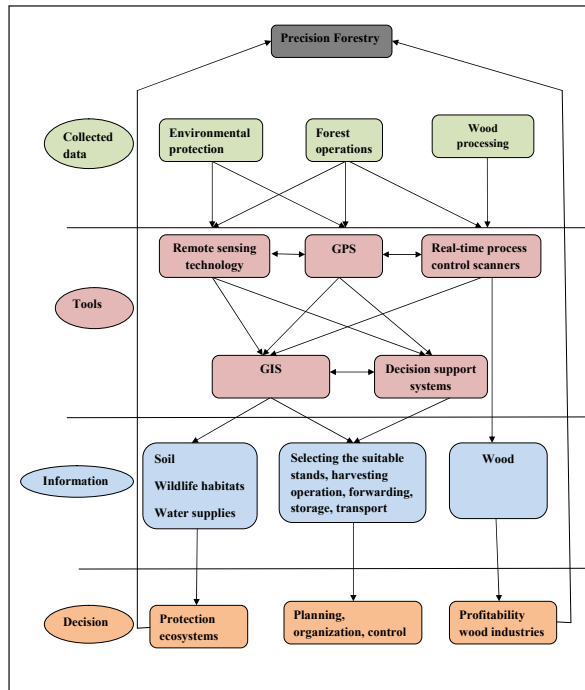 Precision Forestry
Collected
data
Environmental
protection
Forest
operations
Wood
processing
Remote sensing
technology
GPS
Real-time process
control scanners
Tools
GIS
Decision support
systems
Information
Soil
Wildlife habitats
Water supplies
Selecting the suitable
stands, harvesting
operation, forwarding,
storage, transport
Wood
Decision
Protection
ecosystems
Planning,
organization, control
Profitability
wood industries